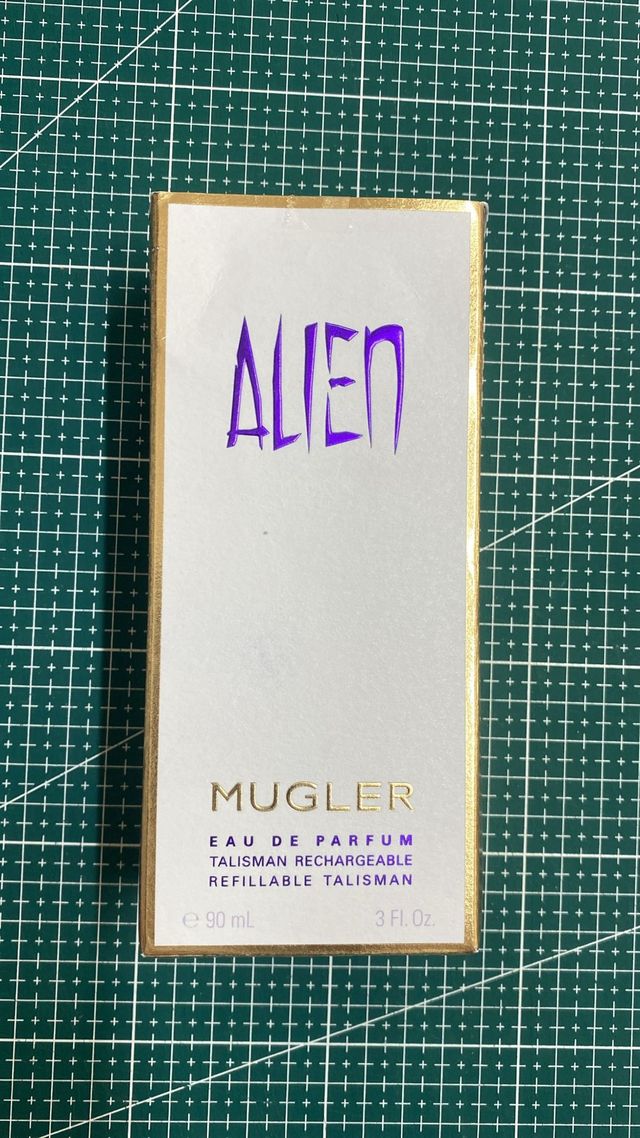 ALIEN
MUGLER
EAU DE PARFUM
TALISMAN RECHARGEABLE
REFILLABLE TALISMAN
℮ 90 mL 3 Fl. Oz.